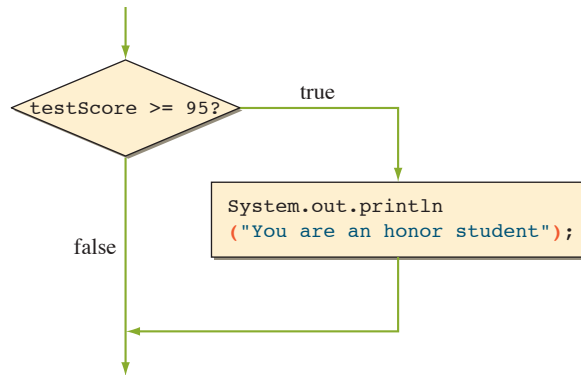 testScore >= 95?
true
System.out.println
("You are an honor student");
false